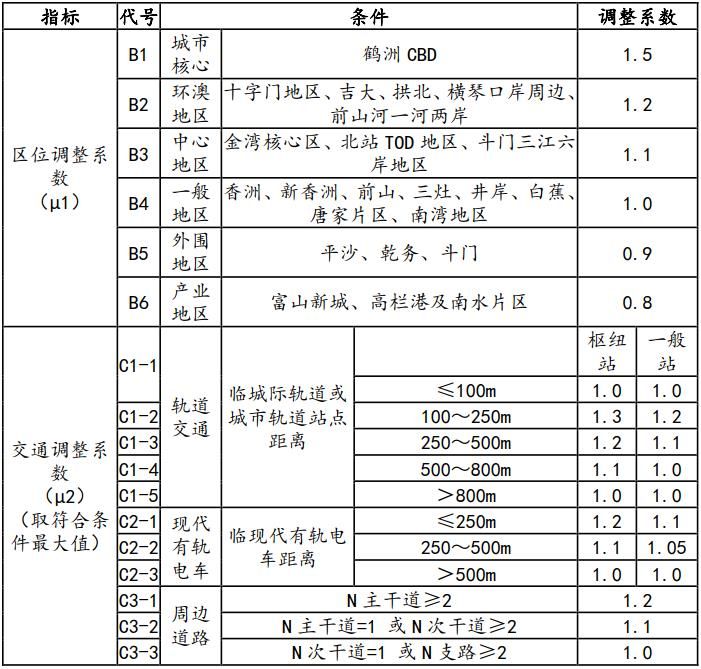 指标 代号 条件 调整系数
区位调整系数（μ1） B1 城市核心 鹤洲 CBD 1.5
B2 环澳地区 十字门地区、吉大、拱北、横琴口岸周边、
前山河一河两岸 1.2
B3 中心地区 金湾核心区、北站 TOD 地区、斗门三江六
岸地区 1.1
B4 一般地区 香洲、新香洲、前山、三灶、井岸、白蕉、
唐家片区、南湾地区 1.0
B5 外围地区 平沙、乾务、斗门 0.9
B6 产业地区 富山新城、高栏港及南水片区 0.8
交通调整系数（μ2）（取符合条件最大值） C1-1 轨道交通 临城际轨道或城市轨道站点距离 枢纽站 一般站
≤100m 1.0 1.0
C1-2 100～250m 1.3 1.2
C1-3 250～500m 1.2 1.1
C1-4 500～800m 1.1 1.0
C1-5 ＞800m 1.0 1.0
C2-1 现代有轨电车 临现代有轨电车距离 ≤250m 1.2 1.1
C2-2 250～500m 1.1 1.05
C2-3 ＞500m 1.0 1.0
C3-1 周边道路 N 主干道≥2 1.2
C3-2 N 主干道=1 或 N 次干道≥2 1.1
C3-3 N 次干道=1 或 N 支路≥2 1.0